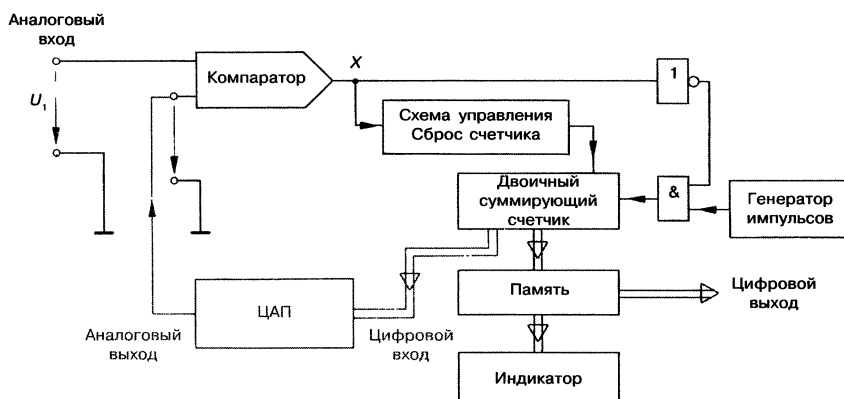 Аналоговый
вход
U1
Компаратор
X
1
Схема управления
Сброс счетчика
Двоичный
суммирующий
счетчик
&
Генератор
импульсов
ЦАП
Аналоговый
выход
Цифровой
вход
Память
Цифровой
выход
Индикатор